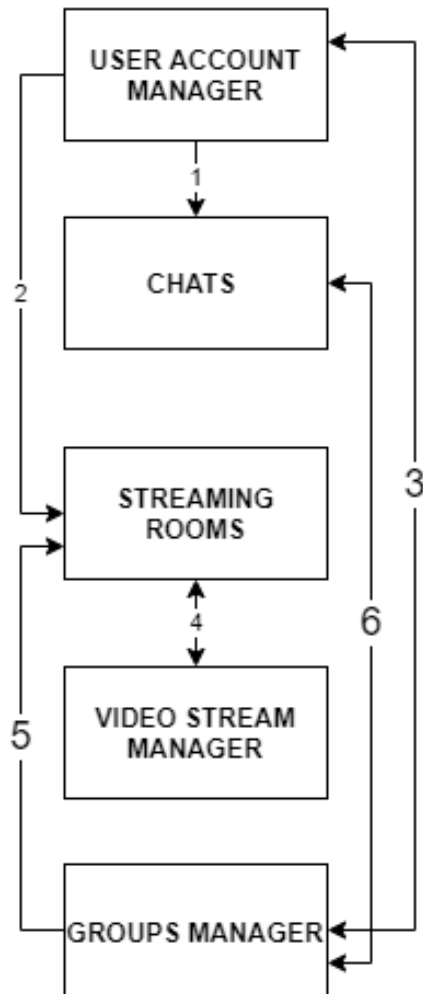 USER ACCOUNT
MANAGER
1
CHATS
2
STREAMING
ROOMS
3
4
6
VIDEO STREAM
MANAGER
5
GROUPS MANAGER